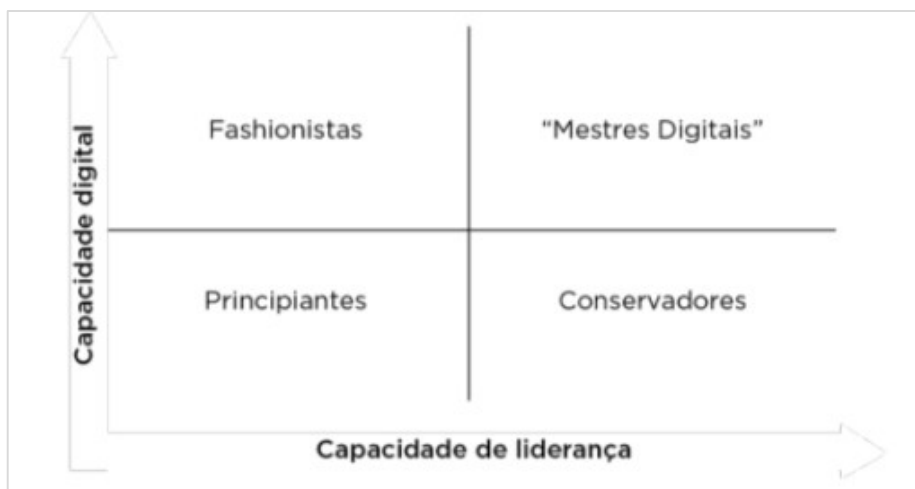 Capacidade digital
Fashionistas
“Mestres Digitais”
Principiantes
Conservadores
Capacidade de liderança